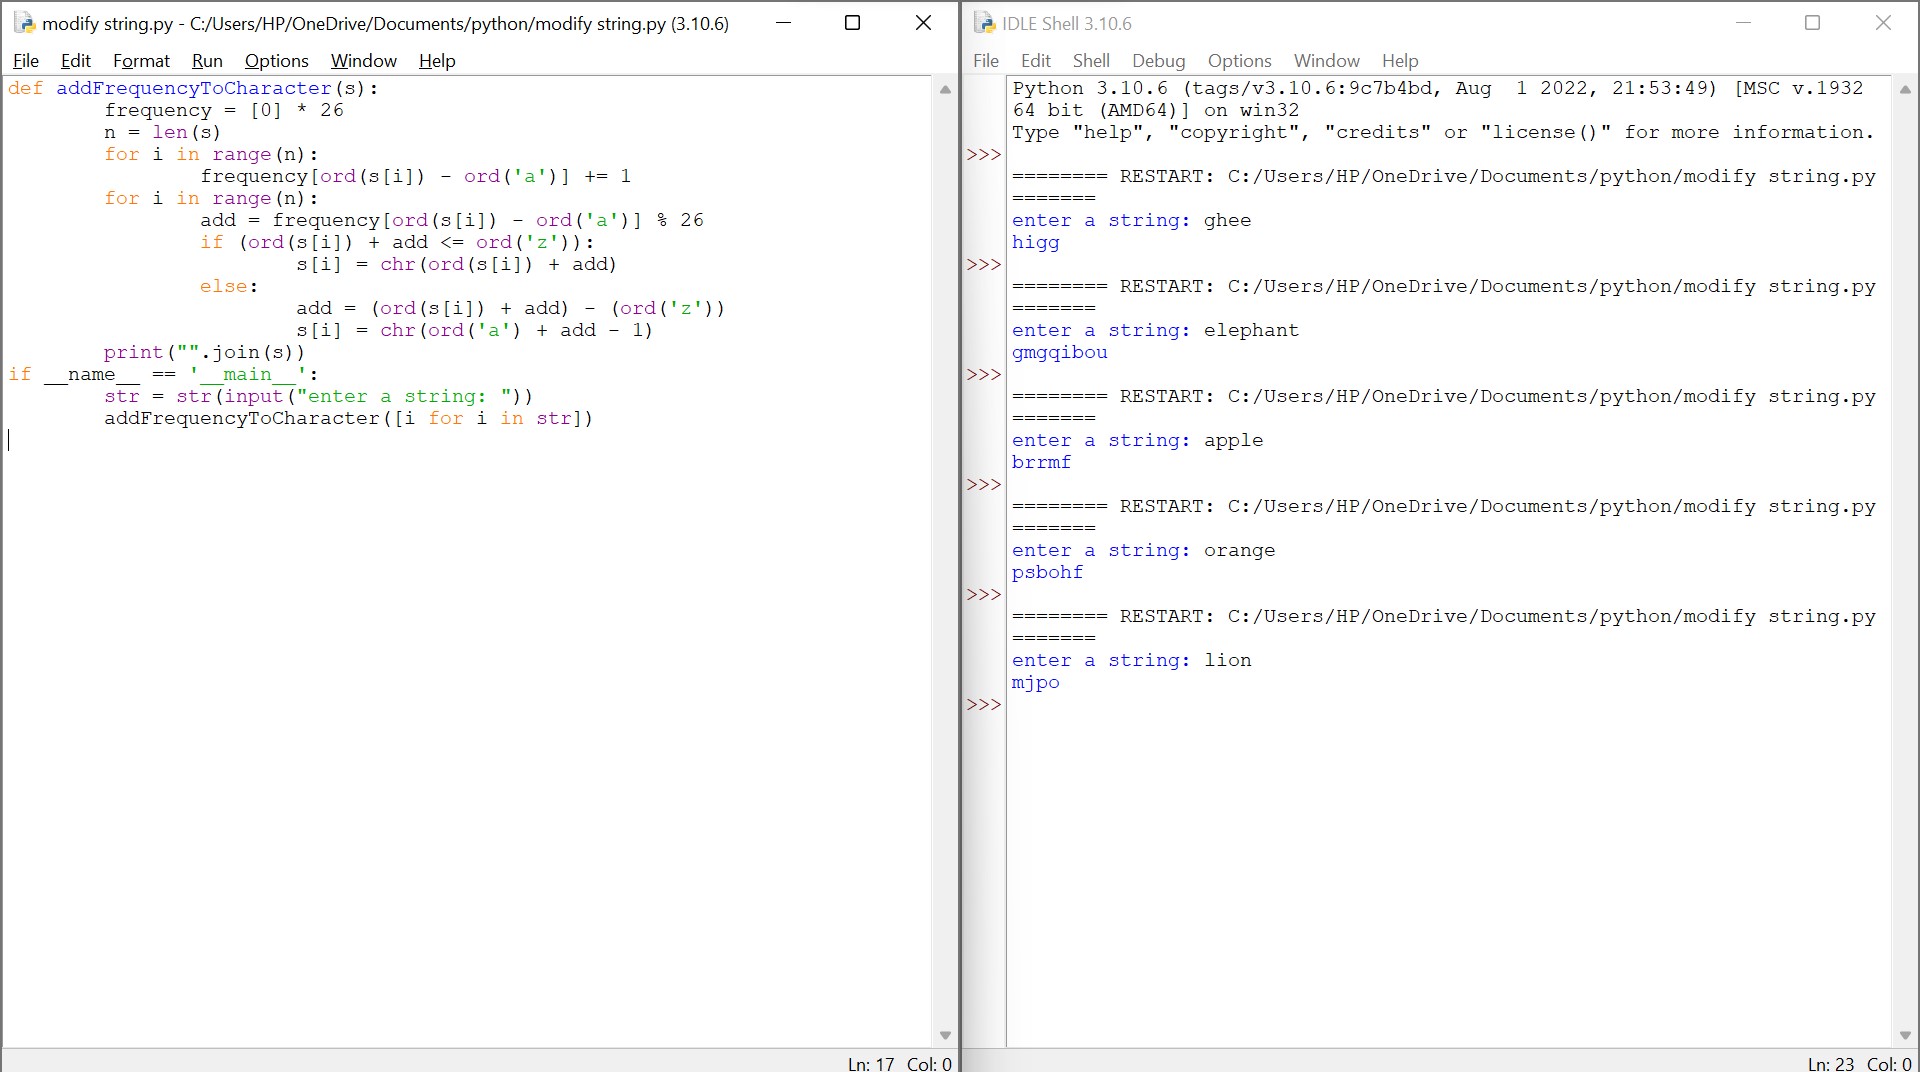 modify string.py - C:/Users/HP/OneDrive/Documents/python/modify string.py (3.10.6)
File Edit Format Run Options Window Help
def addFrequencyToCharacter(s):
        frequency = [0] * 26
        n = len(s)
        for i in range(n):
                frequency[ord(s[i]) - ord('a')] += 1
        for i in range(n):
                add = frequency[ord(s[i]) - ord('a')] % 26
                if (ord(s[i]) + add <= ord('z')):
                        s[i] = chr(ord(s[i]) + add)
                else:
                        add = (ord(s[i]) + add) - (ord('z'))
                        s[i] = chr(ord('a') + add - 1)
        print("".join(s))
if __name__ == '__main__':
        str = str(input("enter a string: "))
        addFrequencyToCharacter([i for i in str])
Ln: 17 Col: 0
IDLE Shell 3.10.6
File Edit Shell Debug Options Window Help
Python 3.10.6 (tags/v3.10.6:9c7b4bd, Aug  1 2022, 21:53:49) [MSC v.1932
64 bit (AMD64)] on win32
Type "help", "copyright", "credits" or "license()" for more information.
>>>
======== RESTART: C:/Users/HP/OneDrive/Documents/python/modify string.py
=======
enter a string: ghee
higg
>>>
======== RESTART: C:/Users/HP/OneDrive/Documents/python/modify string.py
=======
enter a string: elephant
gmgqibou
>>>
======== RESTART: C:/Users/HP/OneDrive/Documents/python/modify string.py
=======
enter a string: apple
brrmf
>>>
======== RESTART: C:/Users/HP/OneDrive/Documents/python/modify string.py
=======
enter a string: orange
psbohf
>>>
======== RESTART: C:/Users/HP/OneDrive/Documents/python/modify string.py
=======
enter a string: lion
mjpo
>>>
Ln: 23 Col: 0